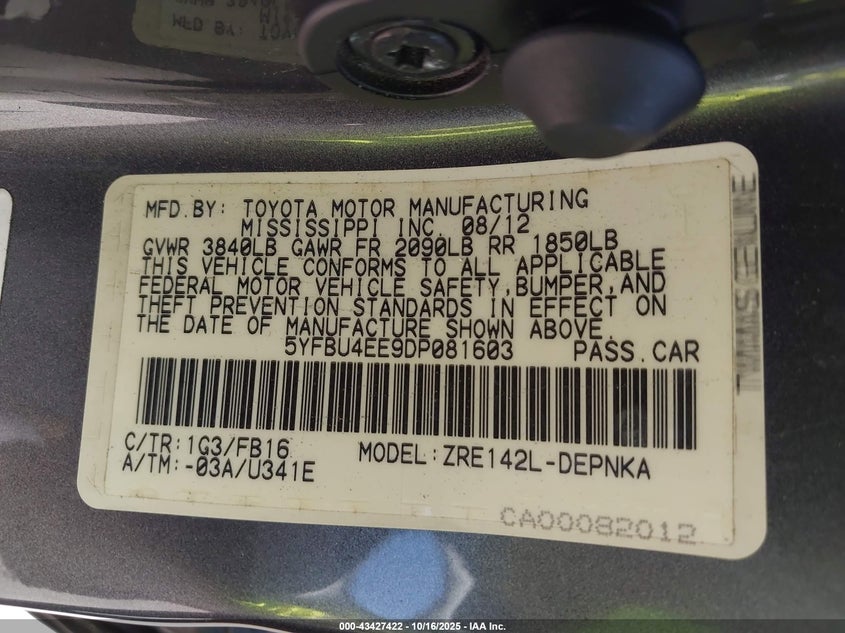 MFD.BY: TOYOTA MOTOR MANUFACTURING
MISSISSIPPI INC. 08/12
GVWR 3840LB GAWR FR 2090LB RR 1850LB
THIS VEHICLE CONFORMS TO ALL APPLICABLE
FEDERAL MOTOR VEHICLE SAFETY,BUMPER,AND
THEFT PREVENTION STANDARDS IN EFFECT ON
THE DATE OF MANUFACTURE SHOWN ABOVE.
5YFBU4EE9DP081603 PASS.CAR
C/TR:1G3/FB16 MODEL:ZRE142L-DEPNKA
A/TM:-03A/U341E
CA00082012
000-43427422 | 10/16/2025 | IAA Inc.